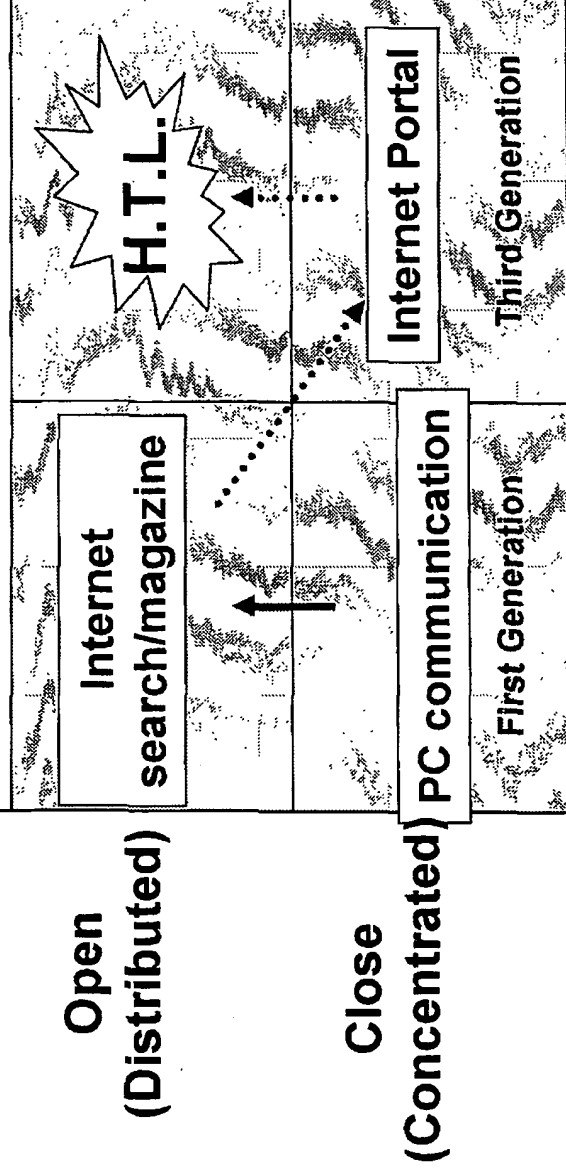 Open
(Distributed)
Internet
search/magazine
H.T.L.
Close
(Concentrated)
PC communication
Internet Portal
First Generation
Third Generation